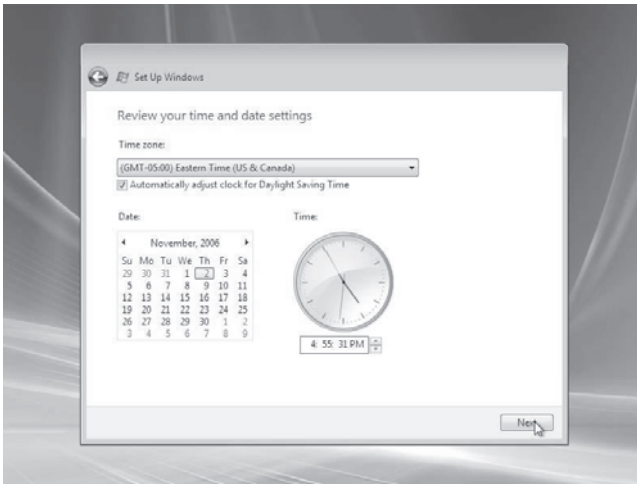 Set Up Windows
Review your time and date settings
Time zone:
(GMT-05:00) Eastern Time (US & Canada)
Automatically adjust clock for Daylight Saving Time
Date:
Time:
November, 2006
Su Mo Tu We Th Fr Sa
29 30 31 1 2 3 4
5 6 7 8 9 10 11
12 13 14 15 16 17 18
19 20 21 22 23 24 25
26 27 28 29 30 1 2
3 4 5 6 7 8 9
4: 55: 31 PM
Next